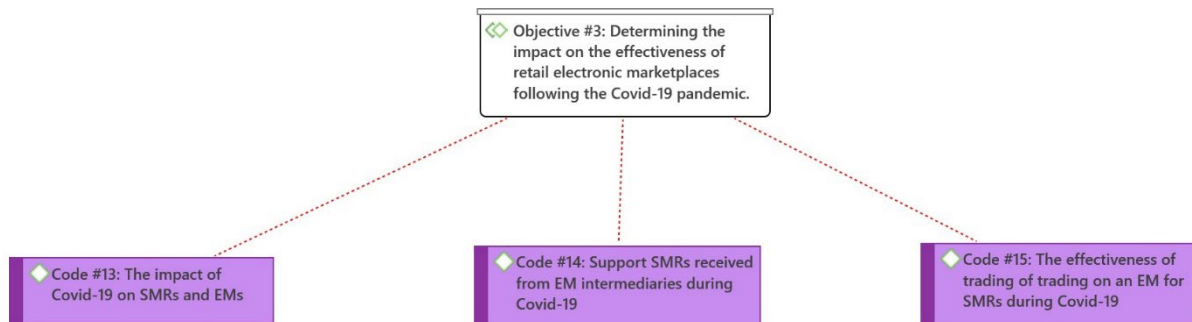 Objective #3: Determining the
impact on the effectiveness of
retail electronic marketplaces
following the Covid-19 pandemic.
Code #13: The impact of
Covid-19 on SMRs and EMs
Code #14: Support SMRs received
from EM intermediaries during
Covid-19
Code #15: The effectiveness of
trading of trading on an EM for
SMRs during Covid-19